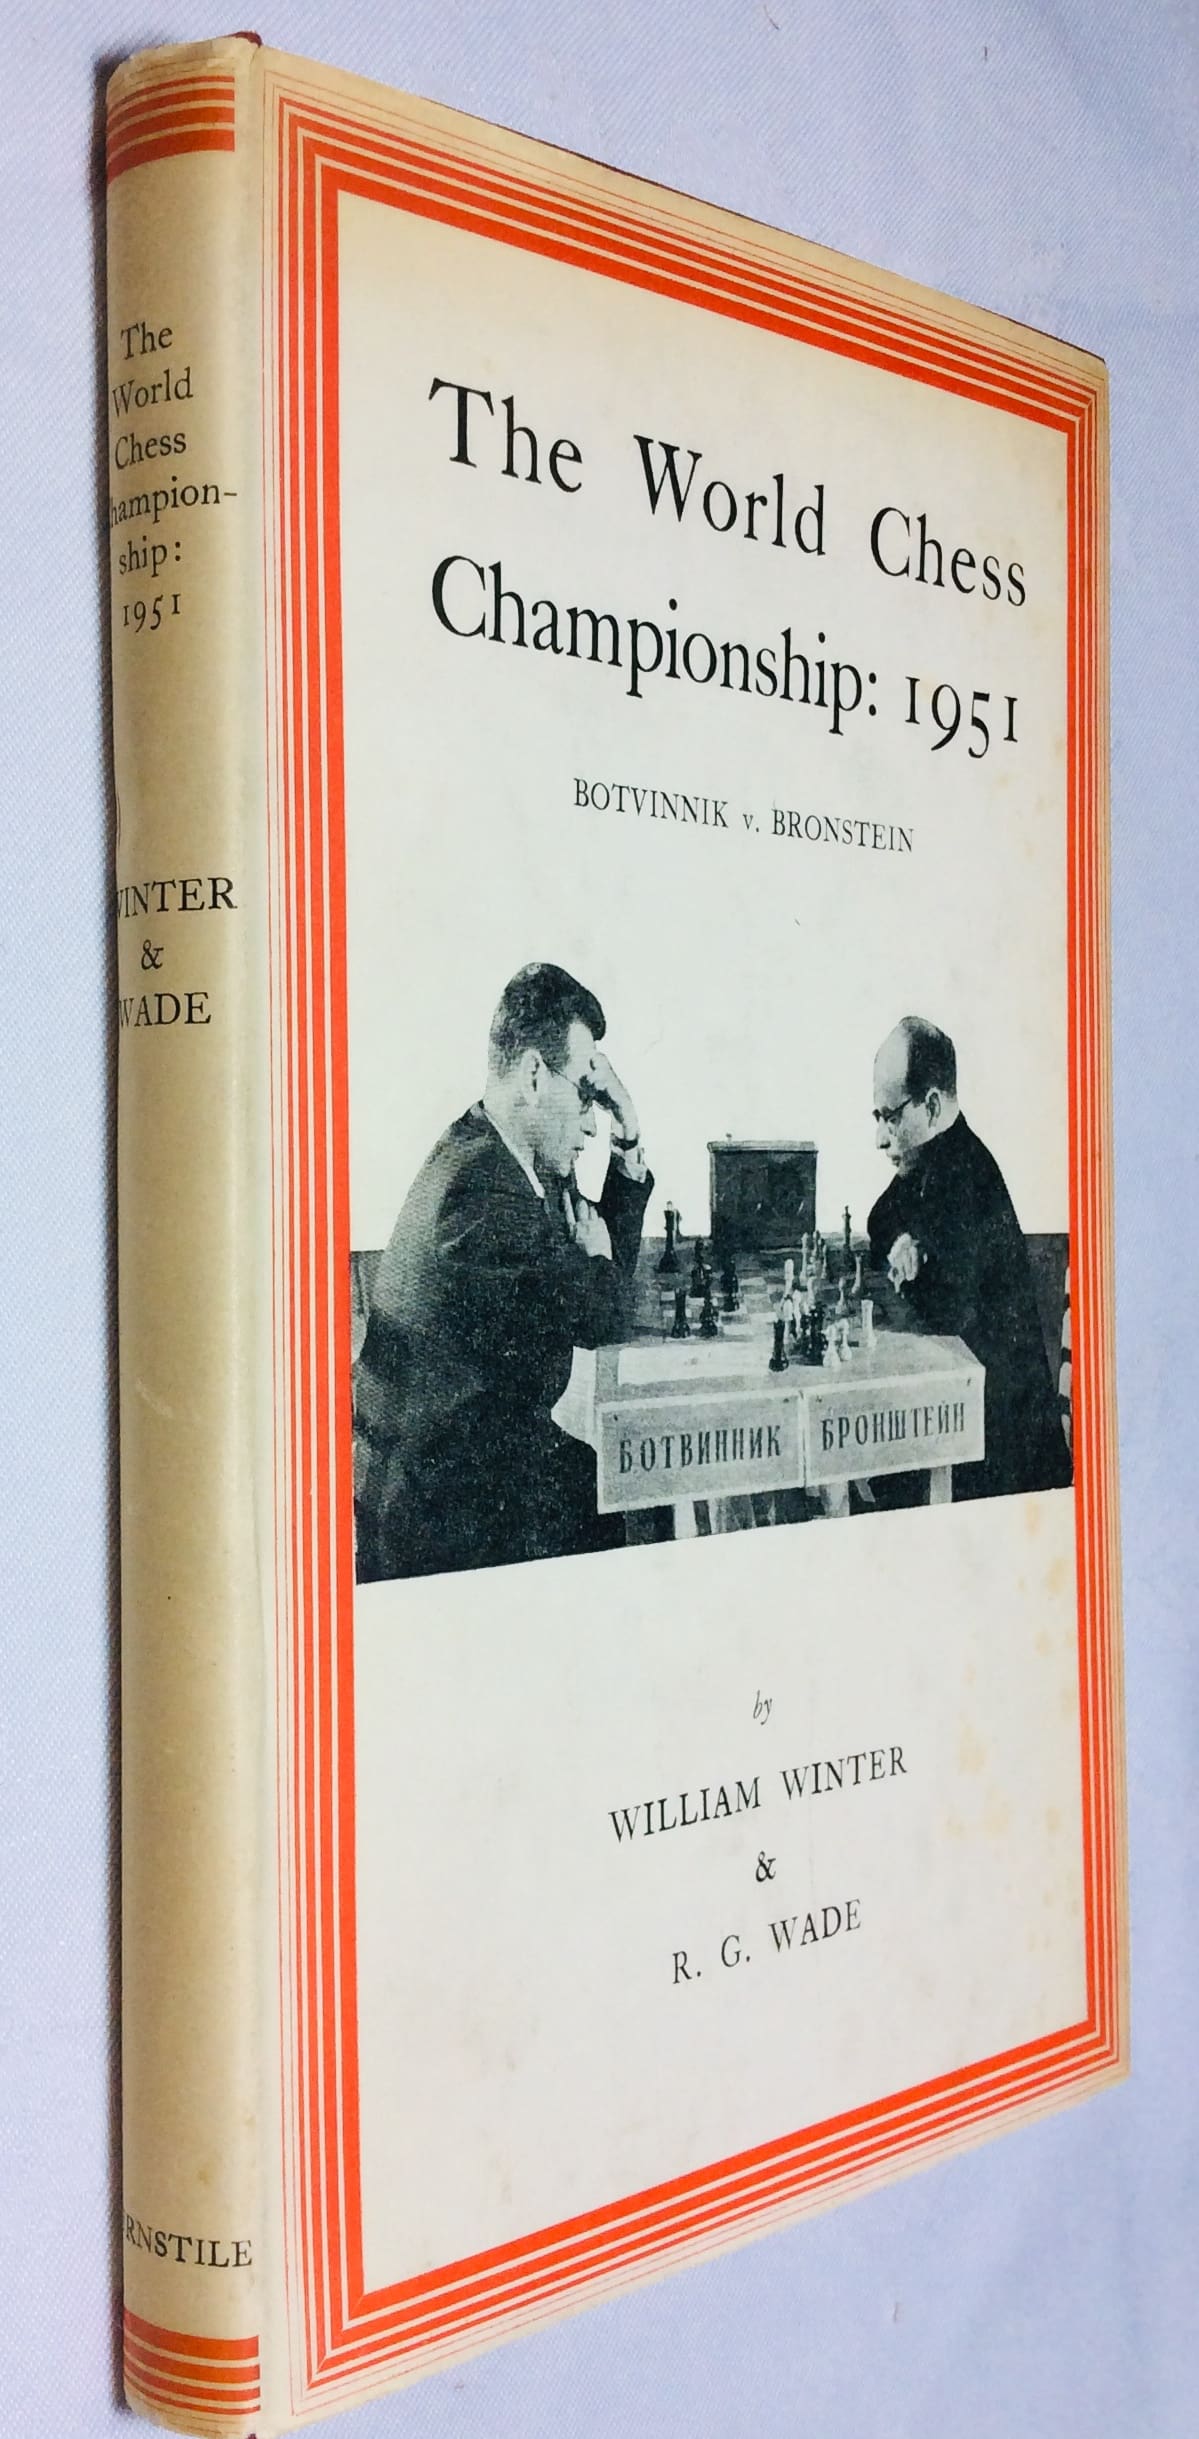 The
World
Chess
hampion-
ship:
1951
WINTER
&
WADE
RNSTILE
The World Chess
Championship: 1951
BOTVINNIK v. BRONSTEIN
БОТВИННИК БРОНШТЕЙН
by
WILLIAM WINTER
&
R. G. WADE